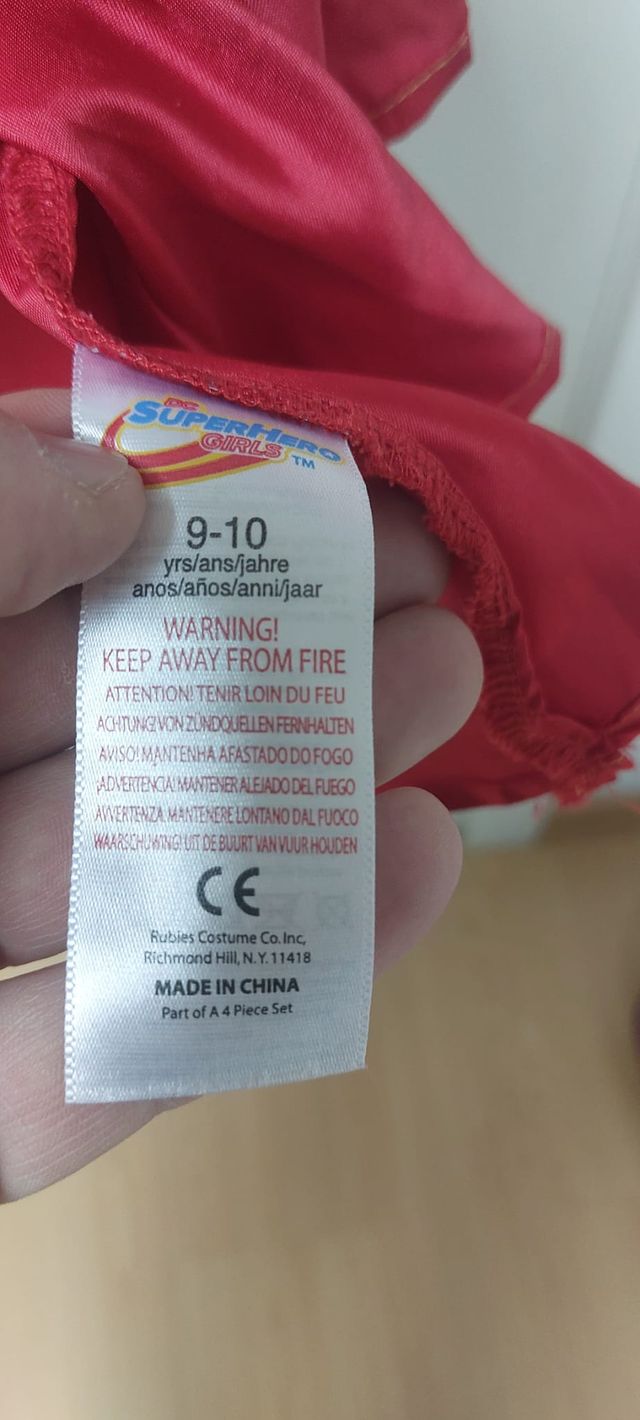 DC
SUPERHERO
GIRLS TM
9-10
yrs/ans/jahre
anos/años/anni/jaar
WARNING!
KEEP AWAY FROM FIRE
ATTENTION! TENIR LOIN DU FEU
ACHTUNG! VON ZÜNDQUELLEN FERNHALTEN
AVISO! MANTENHA AFASTADO DO FOGO
¡ADVERTENCIA! MANTENER ALEJADO DEL FUEGO
AVVERTENZA. MANTENERE LONTANO DAL FUOCO
WAARSCHUWING! UIT DE BUURT VAN VUUR HOUDEN
CE
Rubies Costume Co. Inc,
Richmond Hill, N.Y. 11418
MADE IN CHINA
Part of A 4 Piece Set